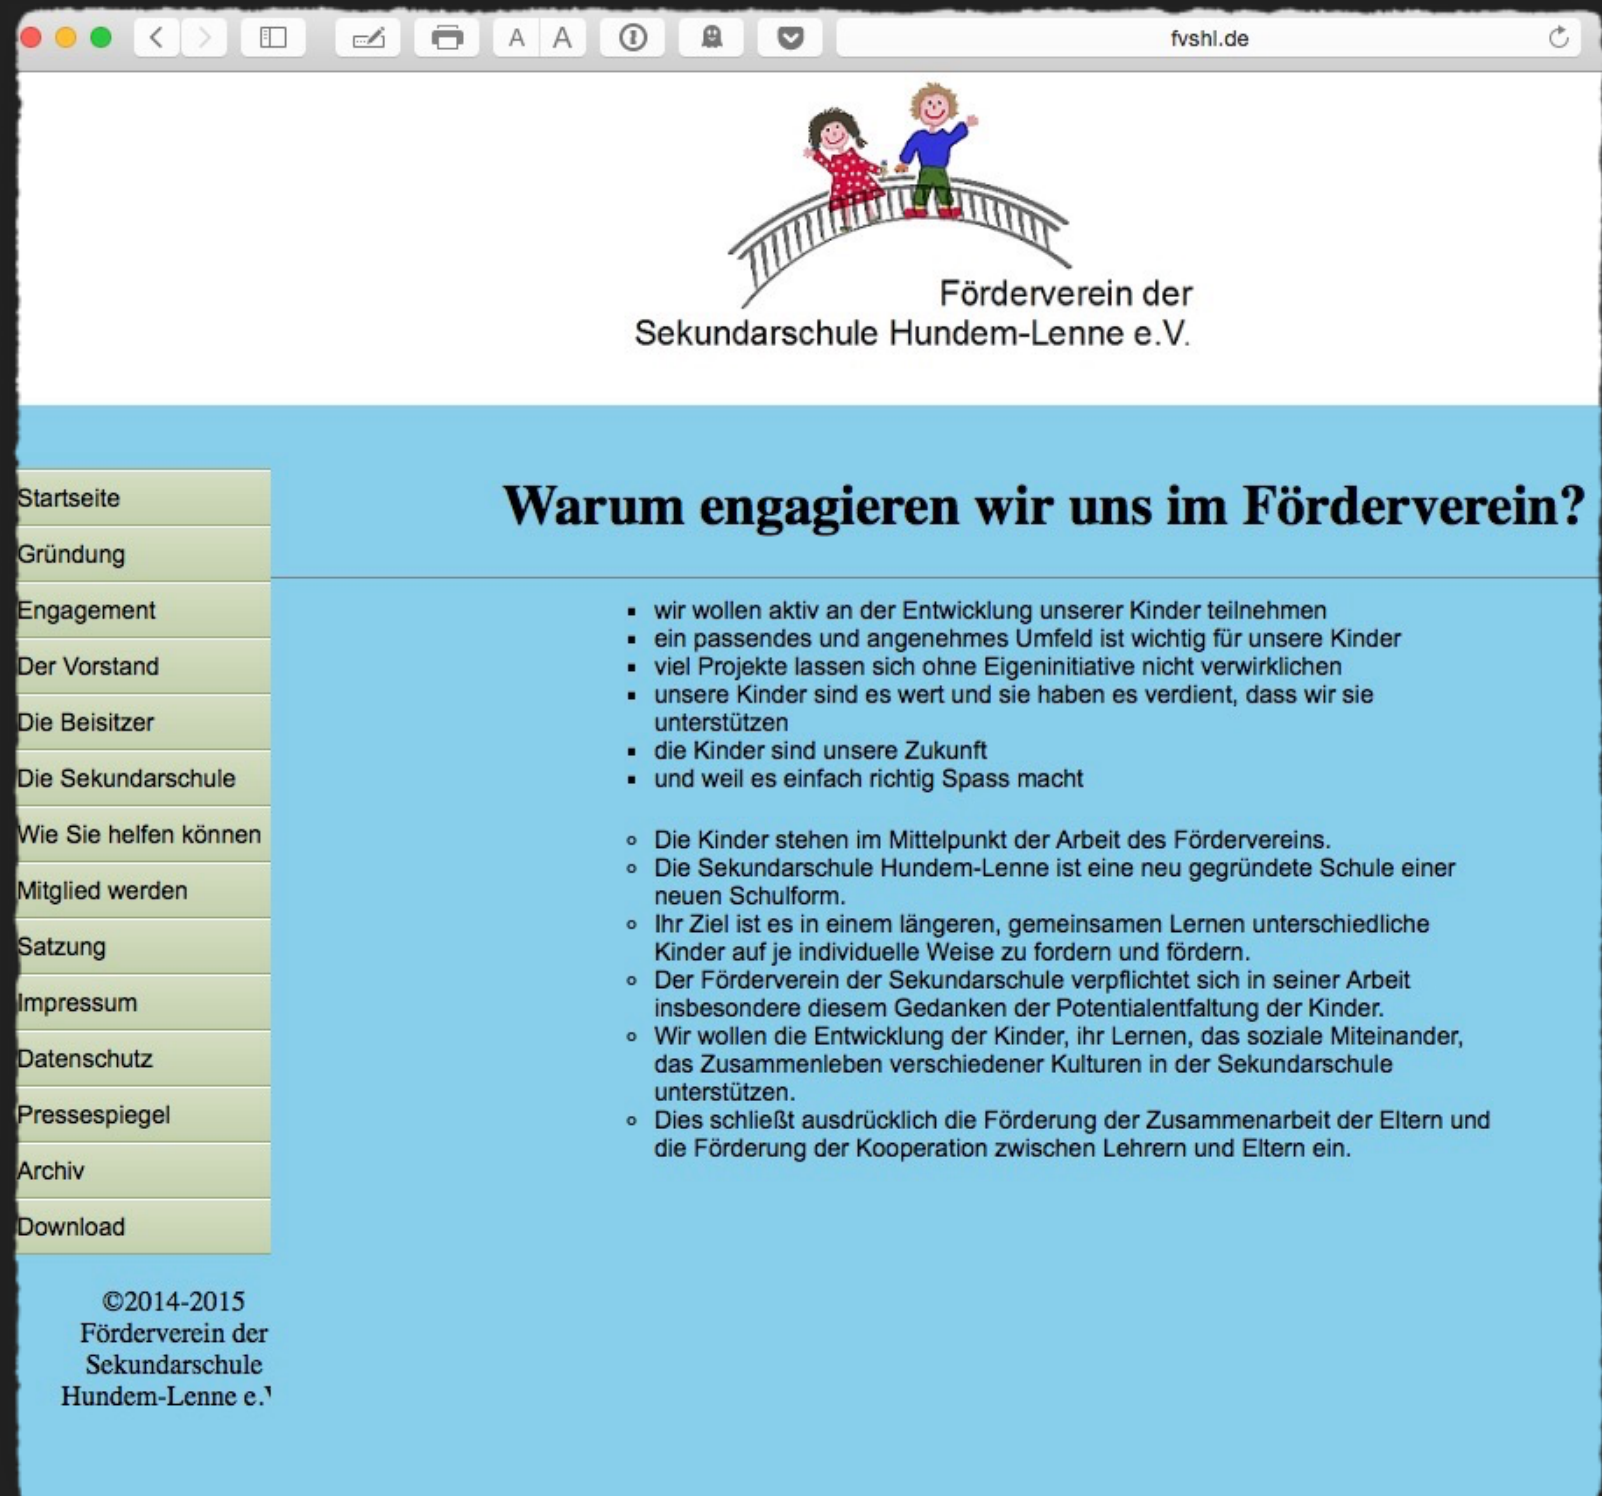 A A
fvshl.de
Förderverein der
Sekundarschule Hundem-Lenne e.V.
Startseite
Gründung
Engagement
Der Vorstand
Die Beisitzer
Die Sekundarschule
Wie Sie helfen können
Mitglied werden
Satzung
Impressum
Datenschutz
Pressespiegel
Archiv
Download
©2014-2015
Förderverein der
Sekundarschule
Hundem-Lenne e.V
Warum engagieren wir uns im Förderverein?
wir wollen aktiv an der Entwicklung unserer Kinder teilnehmen
ein passendes und angenehmes Umfeld ist wichtig für unsere Kinder
viel Projekte lassen sich ohne Eigeninitiative nicht verwirklichen
unsere Kinder sind es wert und sie haben es verdient, dass wir sie
unterstützen
die Kinder sind unsere Zukunft
und weil es einfach richtig Spass macht
Die Kinder stehen im Mittelpunkt der Arbeit des Fördervereins.
Die Sekundarschule Hundem-Lenne ist eine neu gegründete Schule einer
neuen Schulform.
Ihr Ziel ist es in einem längeren, gemeinsamen Lernen unterschiedliche
Kinder auf je individuelle Weise zu fordern und fördern.
Der Förderverein der Sekundarschule verpflichtet sich in seiner Arbeit
insbesondere diesem Gedanken der Potentialentfaltung der Kinder.
Wir wollen die Entwicklung der Kinder, ihr Lernen, das soziale Miteinander,
das Zusammenleben verschiedener Kulturen in der Sekundarschule
unterstützen.
Dies schließt ausdrücklich die Förderung der Zusammenarbeit der Eltern und
die Förderung der Kooperation zwischen Lehrern und Eltern ein.